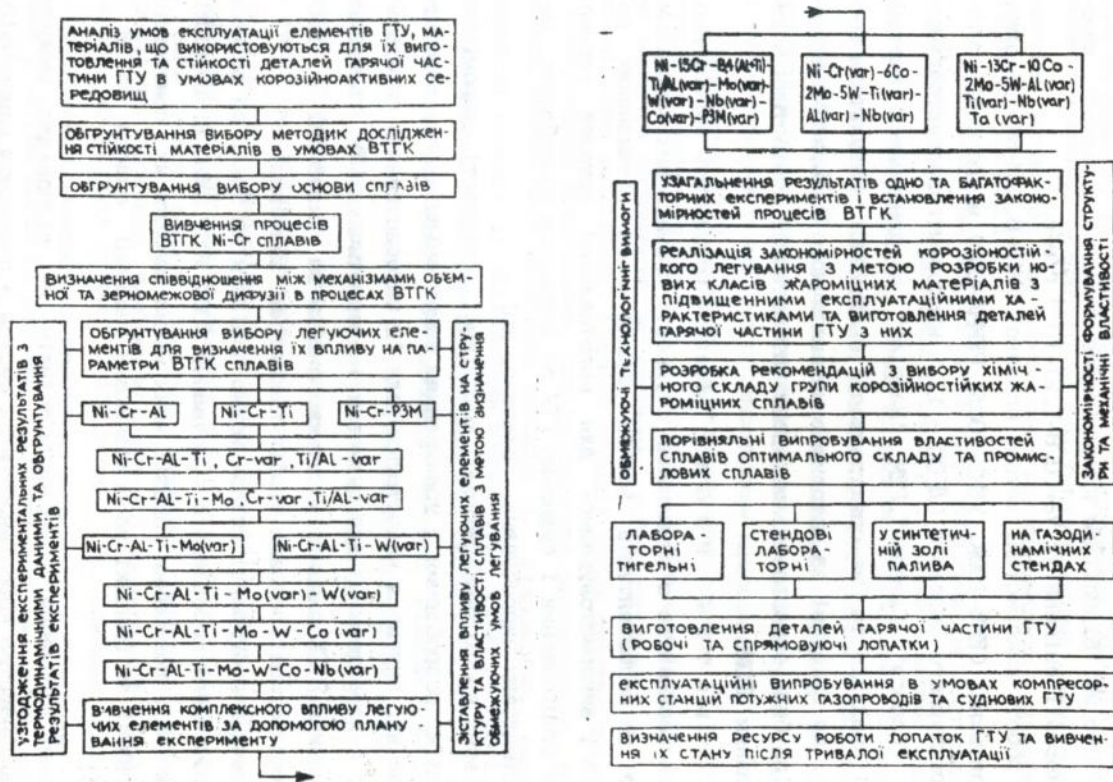 АНАЛІЗ УМОВ ЕКСПЛУАТАЦІЇ ЕЛЕМЕНТІВ ГТУ, МА-
ТЕРІАЛІВ, ЩО ВИКОРИСТОВУЮТЬСЯ ДЛЯ ЇХ ВИГО-
ТОВЛЕННЯ ТА СТІЙКОСТІ ДЕТАЛЕЙ ГАРЯЧОЇ ЧАС-
ТИНИ ГТУ В УМОВАХ КОРОЗІЙНОАКТИВНИХ СЕ-
РЕДОВИЩ
ОБГРУНТУВАННЯ ВИБОРУ МЕТОДИК ДОСЛІДЖЕН-
НЯ СТІЙКОСТІ МАТЕРІАЛІВ В УМОВАХ ВТГК
ОБГРУНТУВАННЯ ВИБОРУ ОСНОВИ СПЛАВІВ
ВИВЧЕННЯ ПРОЦЕСІВ
ВТГК Ni-Cr СПЛАВІВ
ВИЗНАЧЕННЯ СПІВВІДНОШЕННЯ МІЖ МЕХАНІЗМАМИ ОБ'ЄМ-
НОЇ ТА ЗЕРНОМЕЖОВОЇ ДИФУЗІЇ В ПРОЦЕСАХ ВТГК
УЗГОДЖЕННЯ ЕКСПЕРИМЕНТАЛЬНИХ РЕЗУЛЬТАТІВ З
ТЕРМОДИНАМІЧНИМИ ДАНИМИ ТА ОБГРУНТУВАННЯ
РЕЗУЛЬТАТІВ ЕКСПЕРИМЕНТІВ
ОБГРУНТУВАННЯ ВИБОРУ ЛЕГУЮЧИХ ЕЛЕ-
МЕНТІВ ДЛЯ ВИЗНАЧЕННЯ ЇХ ВПЛИВУ НА ПА-
РАМЕТРИ ВТГК СПЛАВІВ
Ni-Cr-AL
Ni-Cr-Ti
Ni-Cr-РЗМ
Ni-Cr-AL-Ti, Cr-var, Ti/AL-var
Ni-Cr-AL-Ti-Mo, Cr-var, Ti/AL-var
Ni-Cr-AL-Ti-Mo(var)
Ni-Cr-AL-Ti-W(var)
Ni-Cr-AL-Ti-Mo(var)-W(var)
Ni-Cr-AL-Ti-Mo-W-Co(var)
Ni-Cr-AL-Ti-Mo-W-Co-Nb(var)
ВИВЧЕННЯ КОМПЛЕКСНОГО ВПЛИВУ ЛЕГУЮ-
ЧИХ ЕЛЕМЕНТІВ ЗА ДОПОМОГОЮ ПЛАНУ-
ВАННЯ ЕКСПЕРИМЕНТУ
ЗІСТАВЛЕННЯ ВПЛИВУ ЛЕГУЮЧИХ ЕЛЕМЕНТІВ НА СТРУ-
КТУРУ ТА ВЛАСТИВОСТІ СПЛАВІВ З МЕТОЮ ВИЗНАЧЕННЯ
ОБМЕЖУЮЧИХ УМОВ ЛЕГУВАННЯ
Ni-15Cr-8,4(AL+Ti)-
Ti/AL(var)-Mo(var)-
W(var)-Nb(var)-
Co(var)-РЗМ(var)
Ni-Cr(var)-6Co-
2Mo-5W-Ti(var)-
AL(var)-Nb(var)
Ni-13Cr-10Co-
2Mo-5W-AL(var)
Ti(var)-Nb(var)
Ta(var)
ОБМЕЖУЮЧІ ТЕХНОЛОГІЧНІ ВИМОГИ
УЗАГАЛЬНЕННЯ РЕЗУЛЬТАТІВ ОДНО ТА БАГАТОФАК-
ТОРНИХ ЕКСПЕРИМЕНТІВ І ВСТАНОВЛЕННЯ ЗАКОНО-
МІРНОСТЕЙ ПРОЦЕСІВ ВТГК
РЕАЛІЗАЦІЯ ЗАКОНОМІРНОСТЕЙ КОРОЗІОНОСТІЙ-
КОГО ЛЕГУВАННЯ З МЕТОЮ РОЗРОБКИ НО-
ВИХ КЛАСІВ ЖАРОМІЦНИХ МАТЕРІАЛІВ З
ПІДВИЩЕННИМИ ЕКСПЛУАТАЦІЙНИМИ ХА-
РАКТЕРИСТИКАМИ ТА ВИГОТОВЛЕННЯ ДЕТАЛЕЙ
ГАРЯЧОЇ ЧАСТИНИ ГТУ З НИХ
РОЗРОБКА РЕКОМЕНДАЦІЙ З ВИБОРУ ХІМІЧ-
НОГО СКЛАДУ ГРУПИ КОРОЗІЙНОСТІЙКИХ ЖА-
РОМІЦНИХ СПЛАВІВ
ПОРІВНЯЛЬНІ ВИПРОБУВАННЯ ВЛАСТИВОСТЕЙ
СПЛАВІВ ОПТИМАЛЬНОГО СКЛАДУ ТА ПРОМИС-
ЛОВИХ СПЛАВІВ
ЗАКОНОМІРНОСТІ ФОРМУВАННЯ СТРУКТУ-
РИ ТА МЕХАНІЧНІ ВЛАСТИВОСТІ
ЛАБОРА-
ТОРНІ
ТИГЕЛЬНІ
СТЕНДОВІ
ЛАБОРА-
ТОРНІ
У СИНТЕТИЧ-
НІЙ ЗОЛІ
ПАЛИВА
НА ГАЗОДИ-
НАМІЧНИХ
СТЕНДАХ
ВИГОТОВЛЕННЯ ДЕТАЛЕЙ ГАРЯЧОЇ ЧАСТИНИ ГТУ
(РОБОЧІ ТА СПРЯМОВУЮЧІ ЛОПАТКИ)
ЕКСПЛУАТАЦІЙНІ ВИПРОБУВАННЯ В УМОВАХ КОМПРЕСОР-
НИХ СТАНЦІЙ ПОТУЖНИХ ГАЗОПРОВОДІВ ТА СУДНОВИХ ГТУ
ВИЗНАЧЕННЯ РЕСУРСУ РОБОТИ ЛОПАТОК ГТУ ТА ВИВЧЕН-
НЯ ЇХ СТАНУ ПІСЛЯ ТРИВАЛОЇ ЕКСПЛУАТАЦІЇ